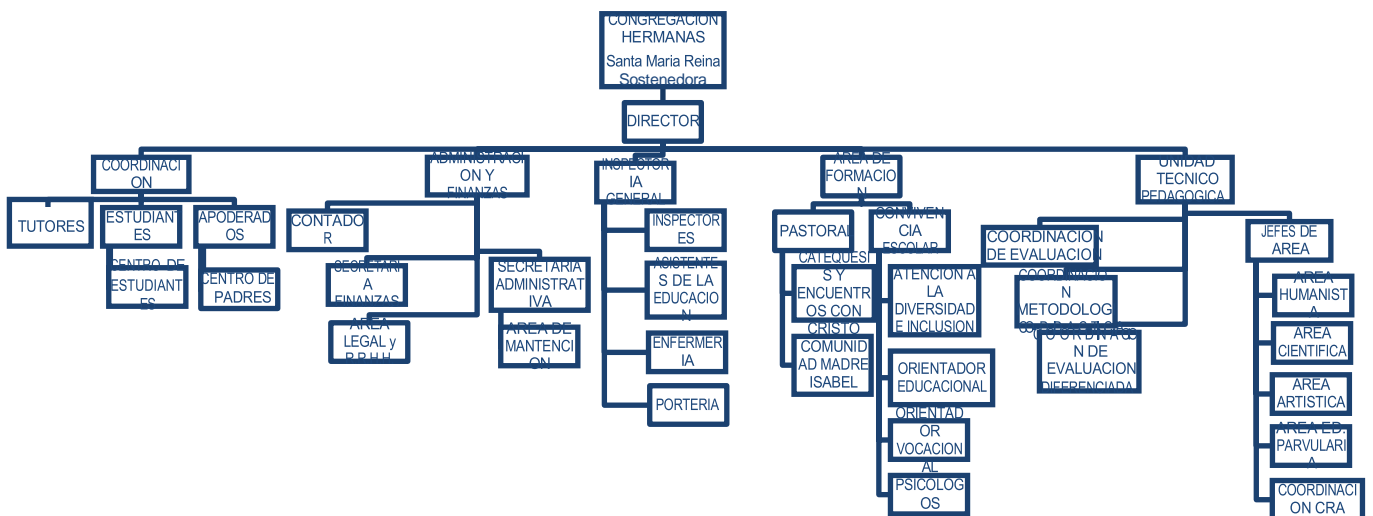 CONGREGACION
HERMANAS
Santa Maria Reina
Sostenedora
DIRECTOR
COORDINACI
ON
ADMINISTRACI
ON Y
FINANZAS
INSPECTOR
IA
GENERAL
AREA DE
FORMACIO
N
UNIDAD
TECNICO
PEDAGOGICA
TUTORES
ESTUDIANT
ES
APODERAD
OS
CENTRO DE
ESTUDIANT
ES
CENTRO DE
PADRES
CONTADO
R
SECRETARI
A
FINANZAS
AREA
LEGAL y
RR.HH.
SECRETARIA
ADMINISTRAT
IVA
AREA DE
MANTENCI
ON
INSPECTOR
ES
ASISTENTE
S DE LA
EDUCACIO
N
ENFERMER
IA
PORTERIA
PASTORAL
CATEQUESI
S Y
ENCUENTR
OS CON
CRISTO
COMUNID
AD MADRE
ISABEL
CONVIVEN
CIA
ESCOLAR
ATENCION A
LA
DIVERSIDAD
E INCLUSION
ORIENTADOR
EDUCACIONAL
ORIENTAD
OR
VOCACION
AL
PSICOLOG
OS
COORDINACION
DE EVALUACION
COORDINACIO
N
METODOLOG
N DE
EVALUACION
DIFERENCIADA
JEFES DE
AREA
AREA
HUMANIST
A
AREA
CIENTIFICA
AREA
ARTISTICA
AREA ED.
PARVULARI
A
COORDINACI
ON CRA